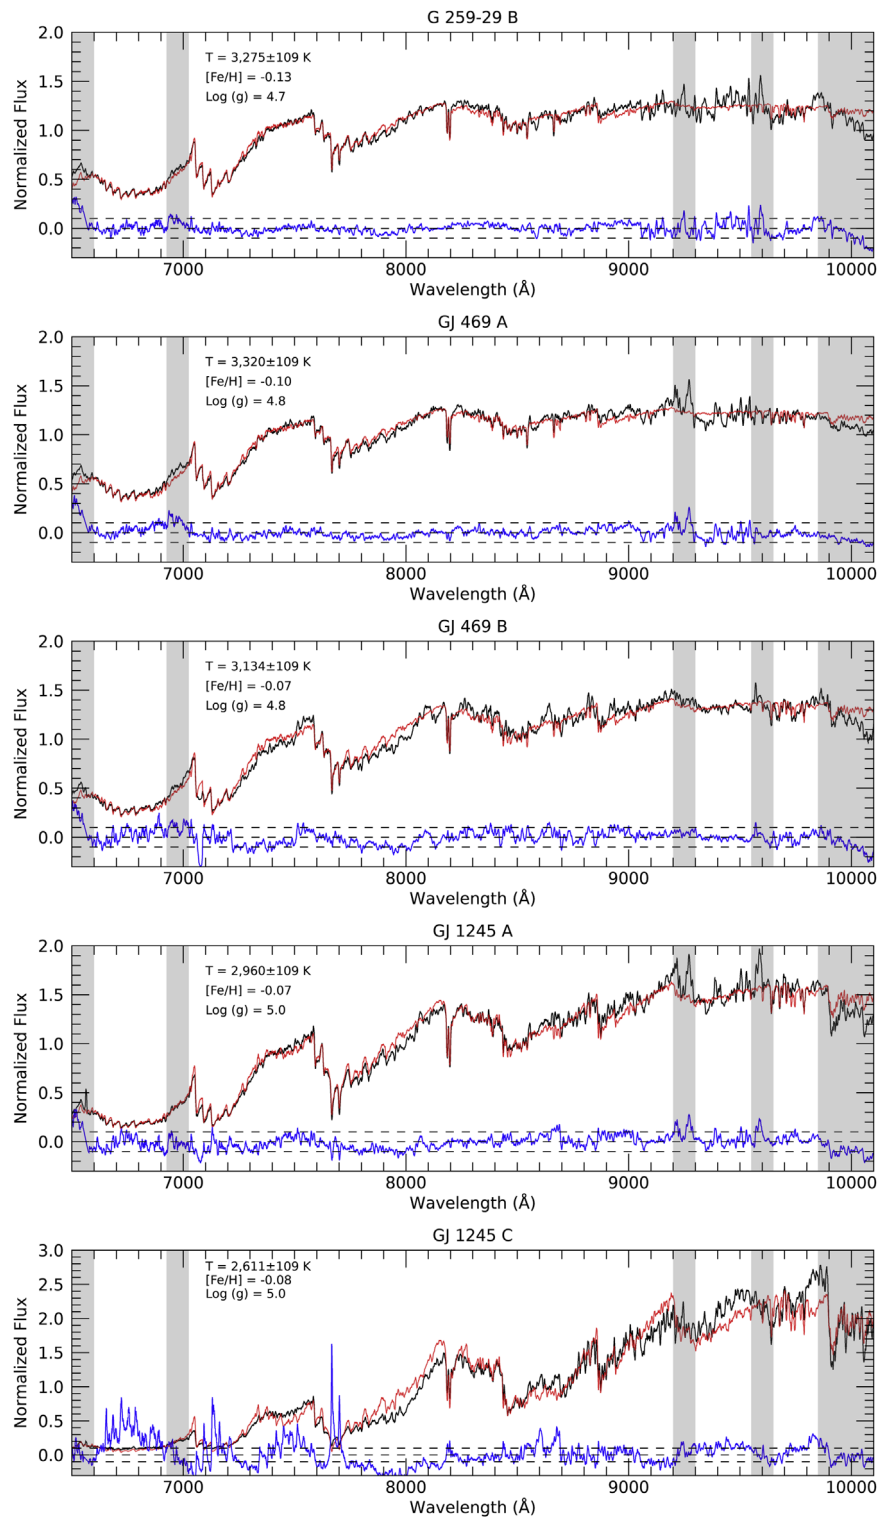 G 259-29 B
2.0
1.5
1.0
0.5
0.0
Normalized Flux
T = 3,275±109 K
[Fe/H] = -0.13
Log (g) = 4.7
7000 8000 9000 10000
Wavelength (Å)
GJ 469 A
2.0
1.5
1.0
0.5
0.0
Normalized Flux
T = 3,320±109 K
[Fe/H] = -0.10
Log (g) = 4.8
7000 8000 9000 10000
Wavelength (Å)
GJ 469 B
2.0
1.5
1.0
0.5
0.0
Normalized Flux
T = 3,134±109 K
[Fe/H] = -0.07
Log (g) = 4.8
7000 8000 9000 10000
Wavelength (Å)
GJ 1245 A
2.0
1.5
1.0
0.5
0.0
Normalized Flux
T = 2,960±109 K
[Fe/H] = -0.07
Log (g) = 5.0
7000 8000 9000 10000
Wavelength (Å)
GJ 1245 C
3.0
2.5
2.0
1.5
1.0
0.5
0.0
Normalized Flux
T = 2,611±109 K
[Fe/H] = -0.08
Log (g) = 5.0
7000 8000 9000 10000
Wavelength (Å)